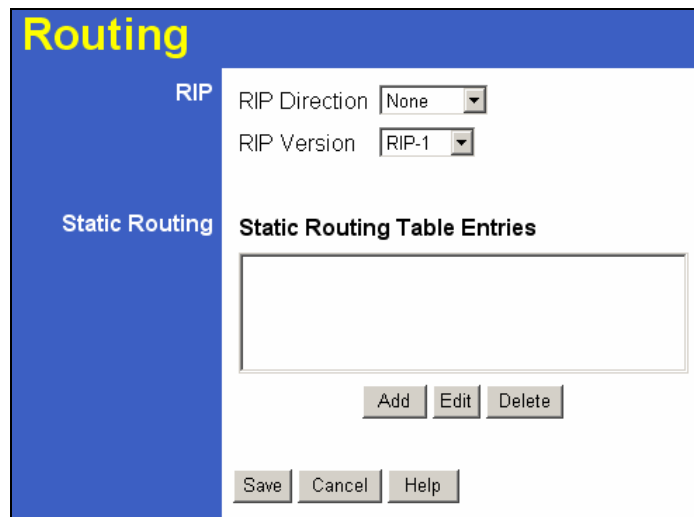 Routing
RIP
RIP Direction None
RIP Version RIP-1
Static Routing
Static Routing Table Entries
Add Edit Delete
Save Cancel Help